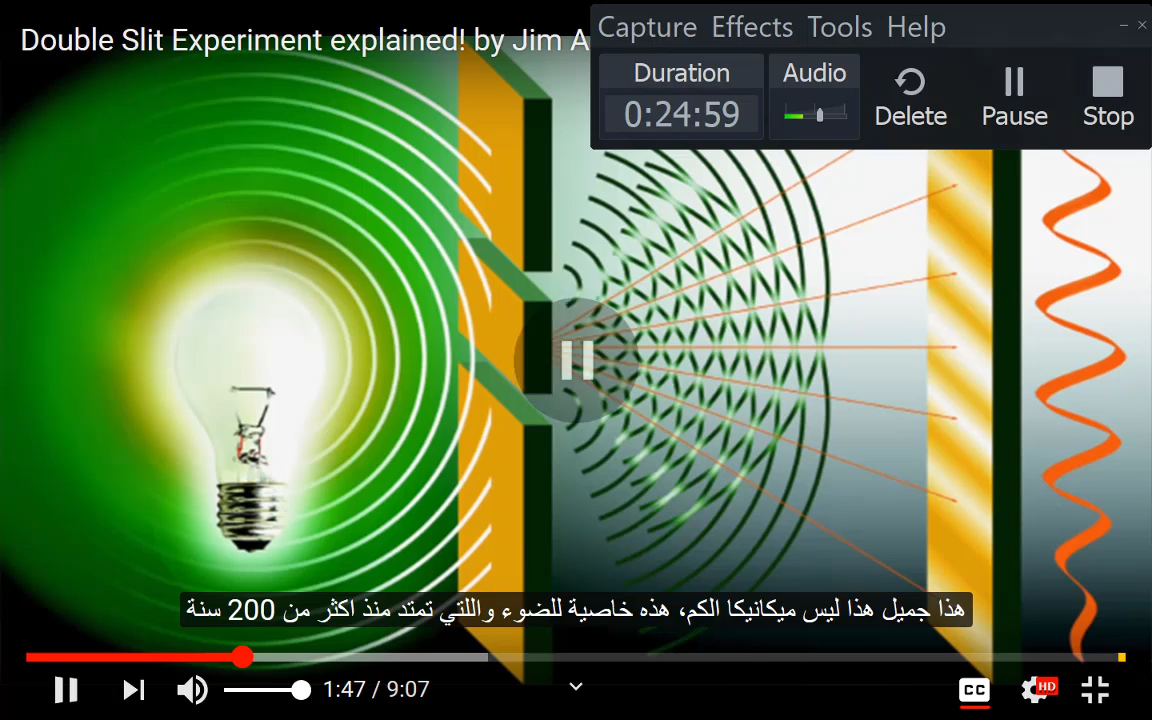 Double Slit Experiment explained! by Jim A
Capture Effects Tools Help
Duration
Audio
0:24:59
Delete
Pause
Stop
هذا جميل هذا ليس ميكانيكا الكم، هذه خاصية للضوء واللتي تمتد منذ اكثر من 200 سنة
1:47 / 9:07
CC
HD